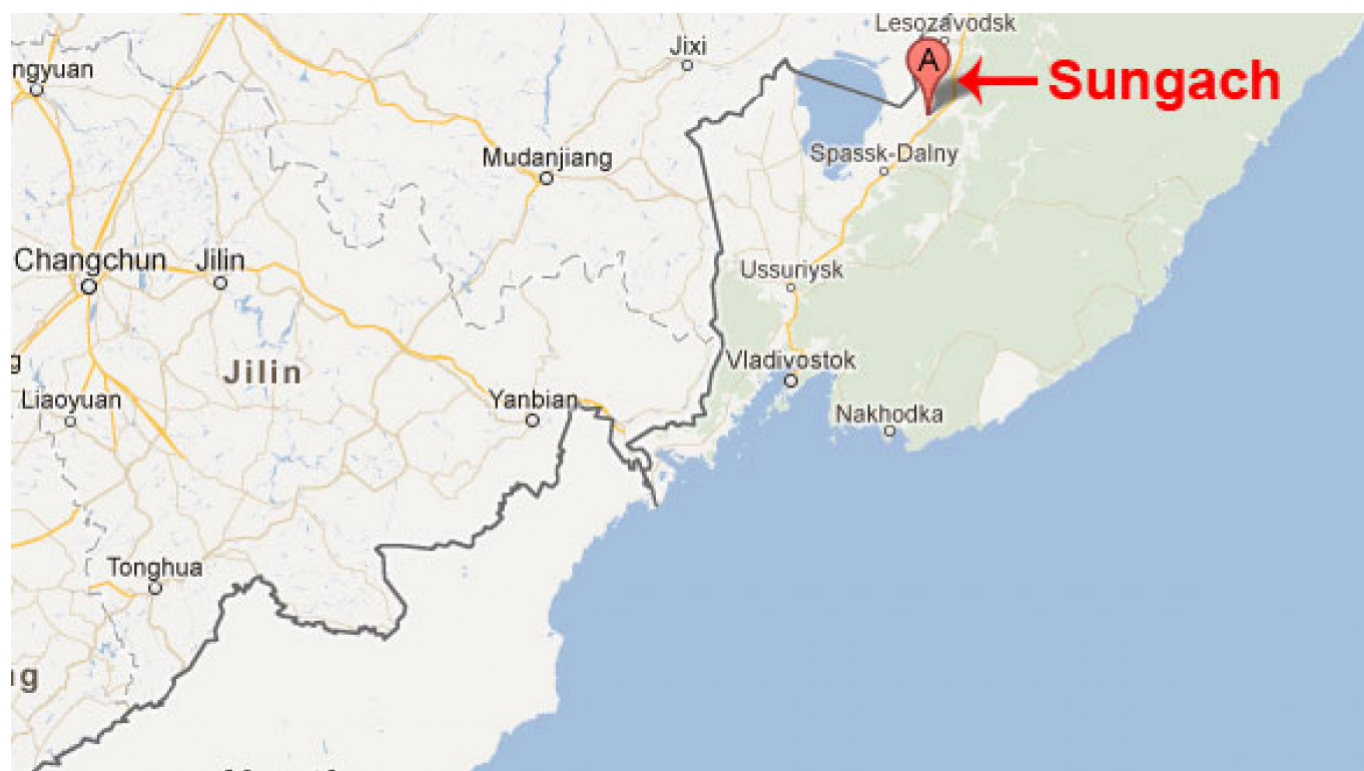 Lesozavodsk
Jixi
A
Sungach
ngyuan
Mudanjiang
Spassk-Dalny
Changchun
Jilin
Ussuriysk
g
Jilin
Vladivostok
Liaoyuan
Yanbian
Nakhodka
Tonghua
g